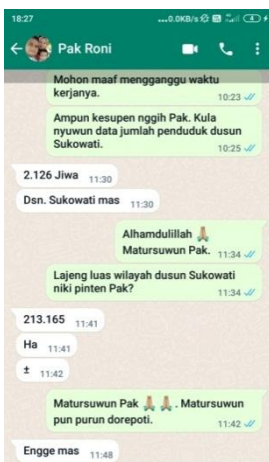 18:27
...0.0KB/s
Pak Roni
Mohon maaf mengganggu waktu
kerjanya.
10:23
Ampun kesupen nggih Pak. Kula
nyuwun data jumlah penduduk dusun
Sukowati.
10:25
2.126 Jiwa 11:30
Dsn. Sukowati mas 11:30
Alhamdulillah 🙏
Matursuwun Pak. 11:34
Lajeng luas wilayah dusun Sukowati
niki pinten Pak?
11:34
213.165 11:41
Ha 11:41
± 11:42
Matursuwun Pak 🙏 🙏 . Matursuwun
pun purun dorepoti.
11:42
Engge mas 11:48